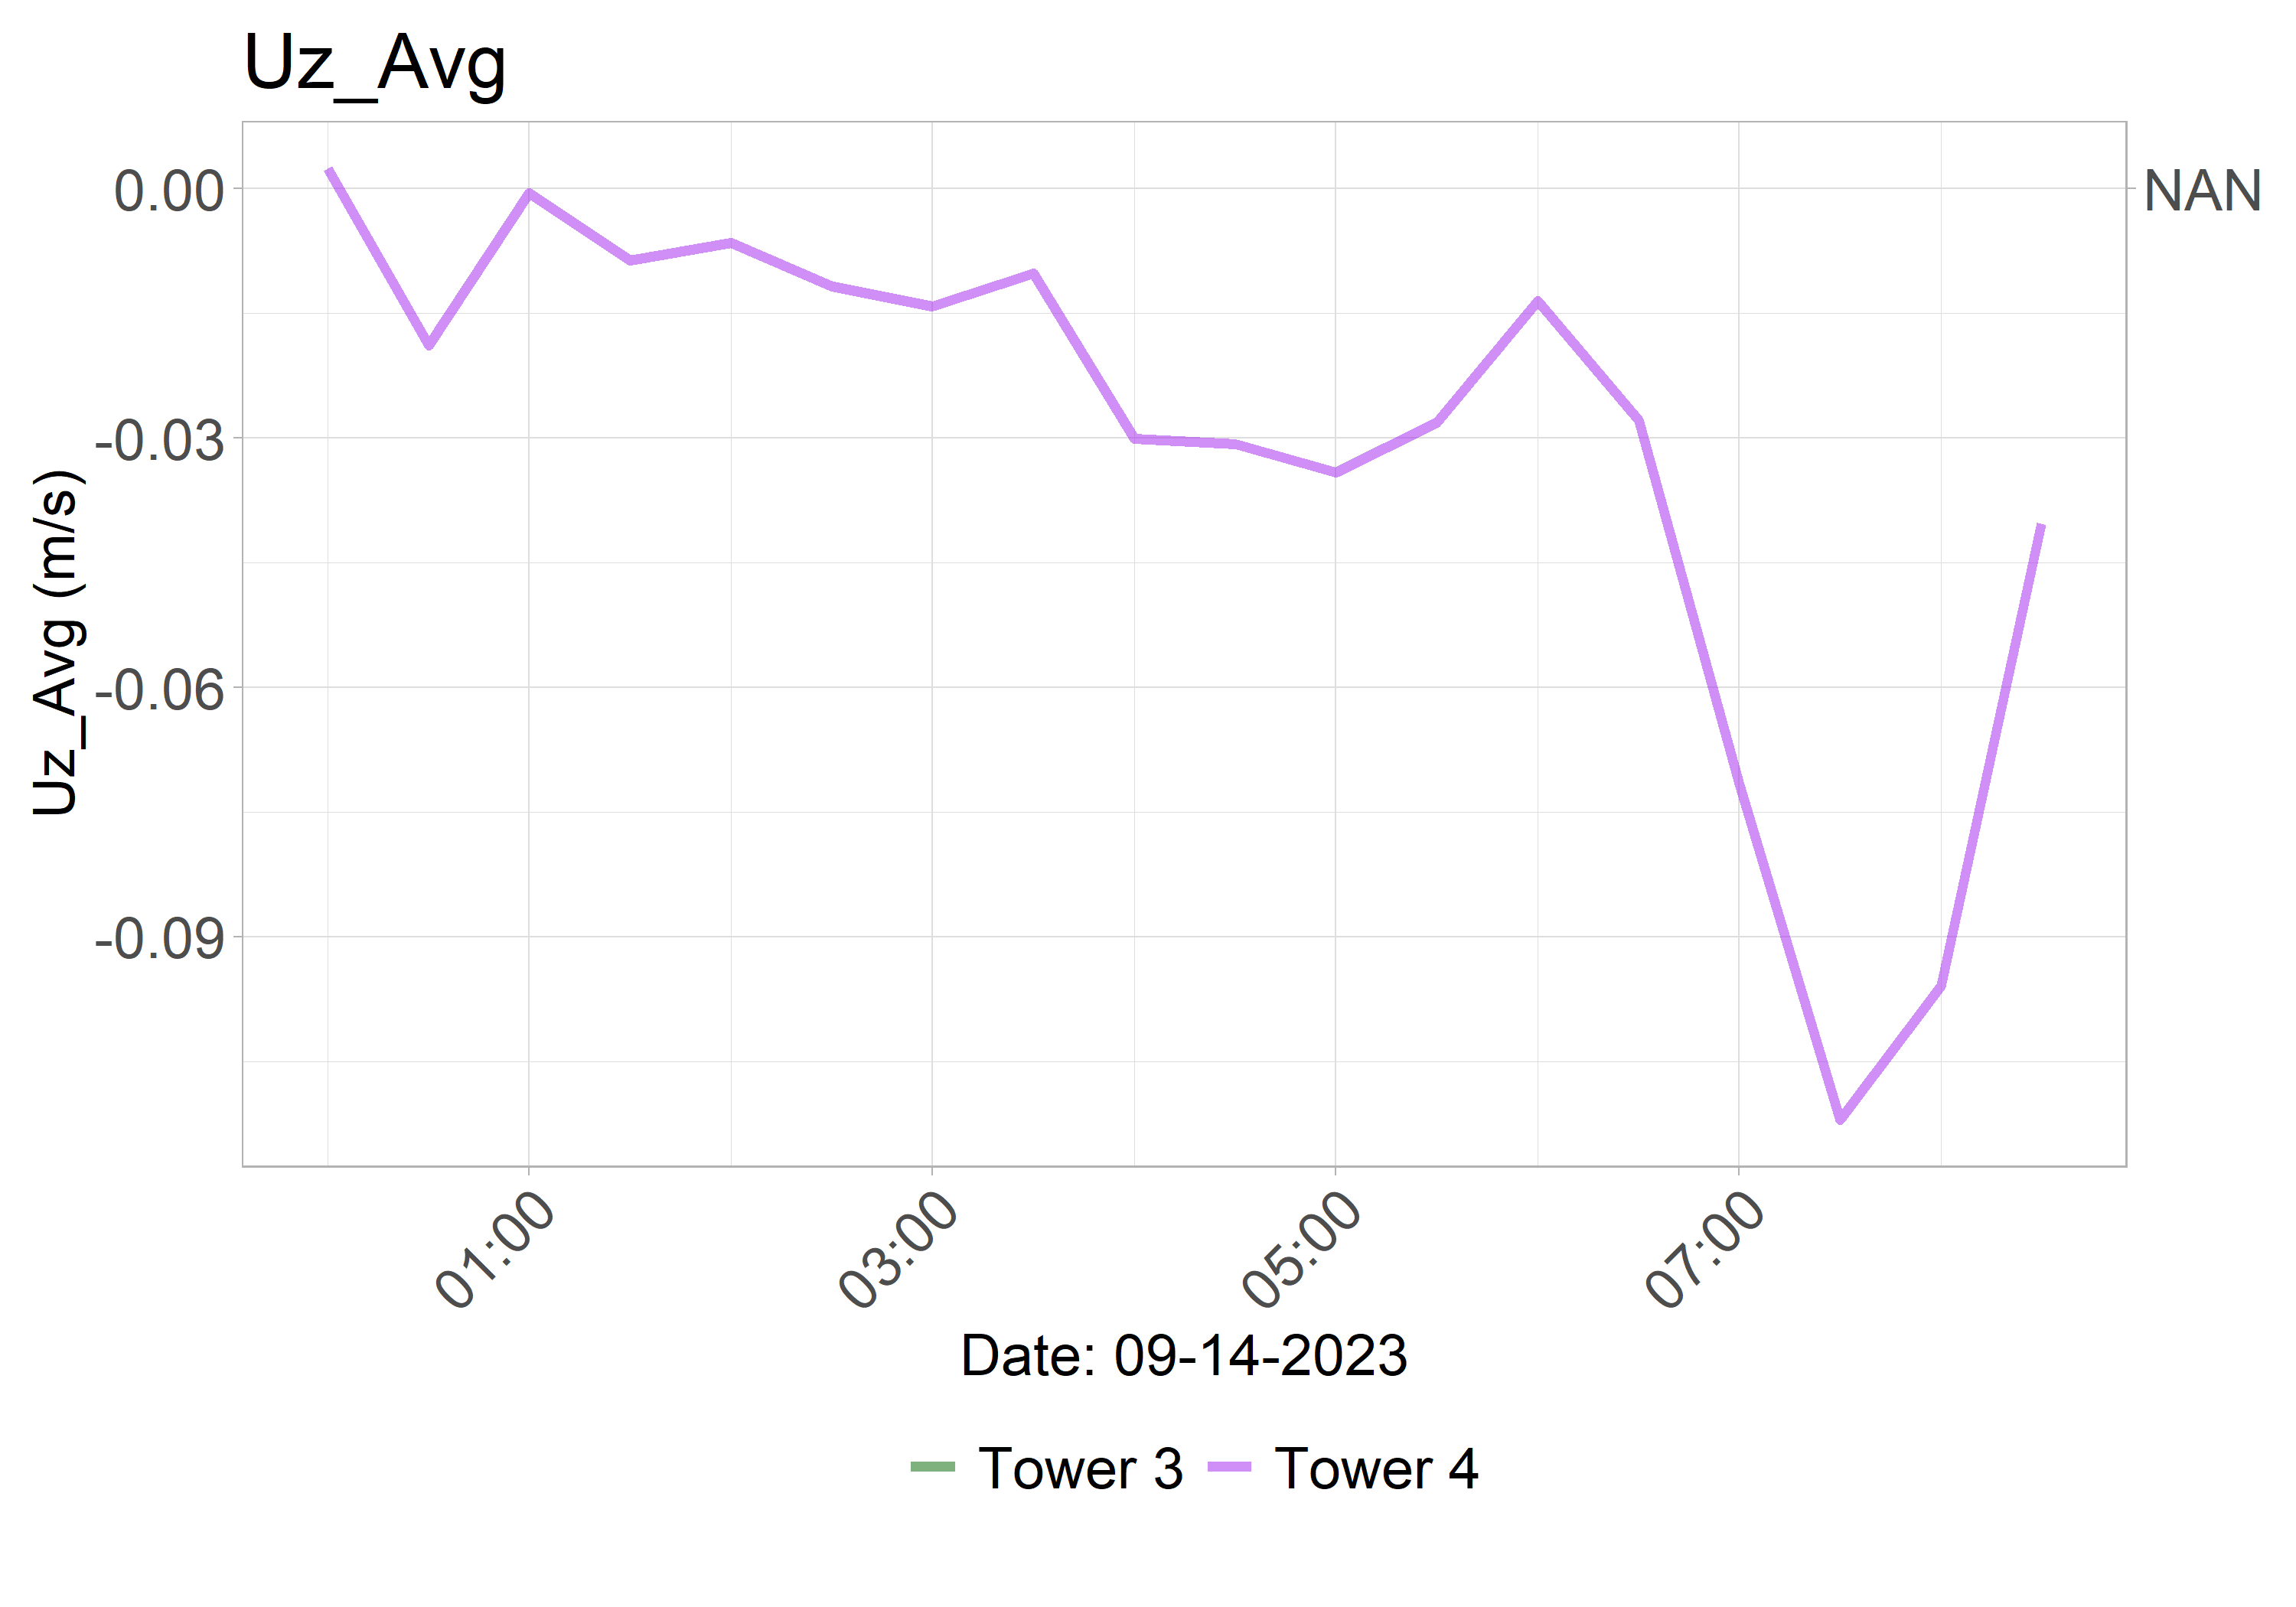 Uz_Avg
0.00
-0.03
-0.06
-0.09
Uz_Avg (m/s)
NAN
01:00
03:00
05:00
07:00
Date: 09-14-2023
Tower 3
Tower 4